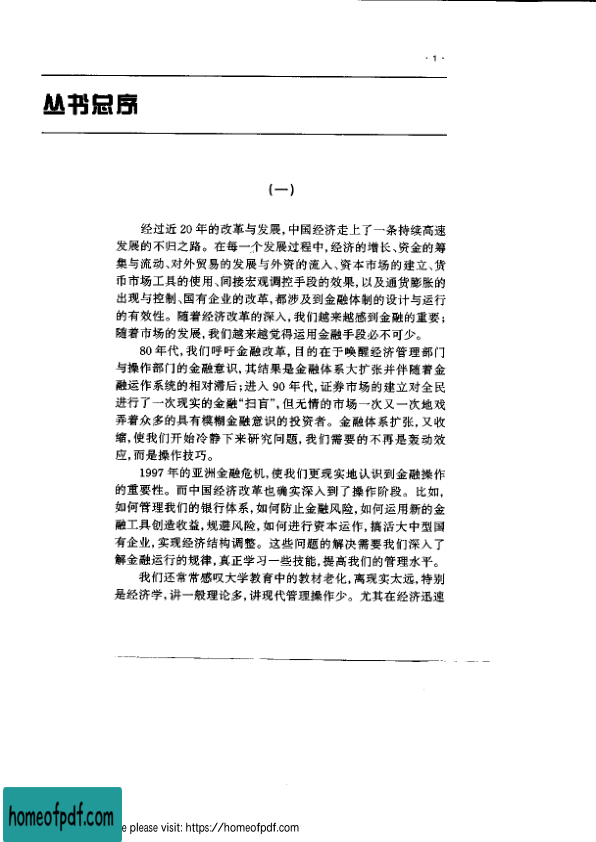 ·1·
丛书总序
(一)
经过近 20 年的改革与发展,中国经济走上了一条持续高速
发展的不归之路。在每一个发展过程中,经济的增长、资金的筹
集与流动、对外贸易的发展与外资的流入、资本市场的建立、货
币市场工具的使用、间接宏观调控手段的效果,以及通货膨胀的
出现与控制、国有企业的改革,都涉及到金融体制的设计与运行
的有效性。随着经济改革的深入,我们越来越感到金融的重要;
随着市场的发展,我们越来越觉得运用金融手段必不可少。
80 年代,我们呼吁金融改革,目的在于唤醒经济管理部门
与操作部门的金融意识,其结果是金融体系大扩张并伴随着金
融运作系统的相对滞后;进入 90 年代,证券市场的建立对全民
进行了一次现实的金融“扫盲”,但无情的市场一次又一次地戏
弄着众多的具有模糊金融意识的投资者。金融体系扩张,又收
缩,使我们开始冷静下来研究问题,我们需要的不再是轰动效
应,而是操作技巧。
1997 年的亚洲金融危机,使我们更现实地认识到金融操作
的重要性。而中国经济改革也确实深入到了操作阶段。比如,
如何管理我们的银行体系,如何防止金融风险,如何运用新的金
融工具创造收益,规避风险,如何进行资本运作,搞活大中型国
有企业,实现经济结构调整。这些问题的解决需要我们深入了
解金融运行的规律,真正学习一些技能,提高我们的管理水平。
我们还常常感叹大学教育中的教材老化,离现实太远,特别
是经济学,讲一般理论多,讲现代管理操作少。尤其在经济迅速
homeofpdf.com
e please visit: https://homeofpdf.com